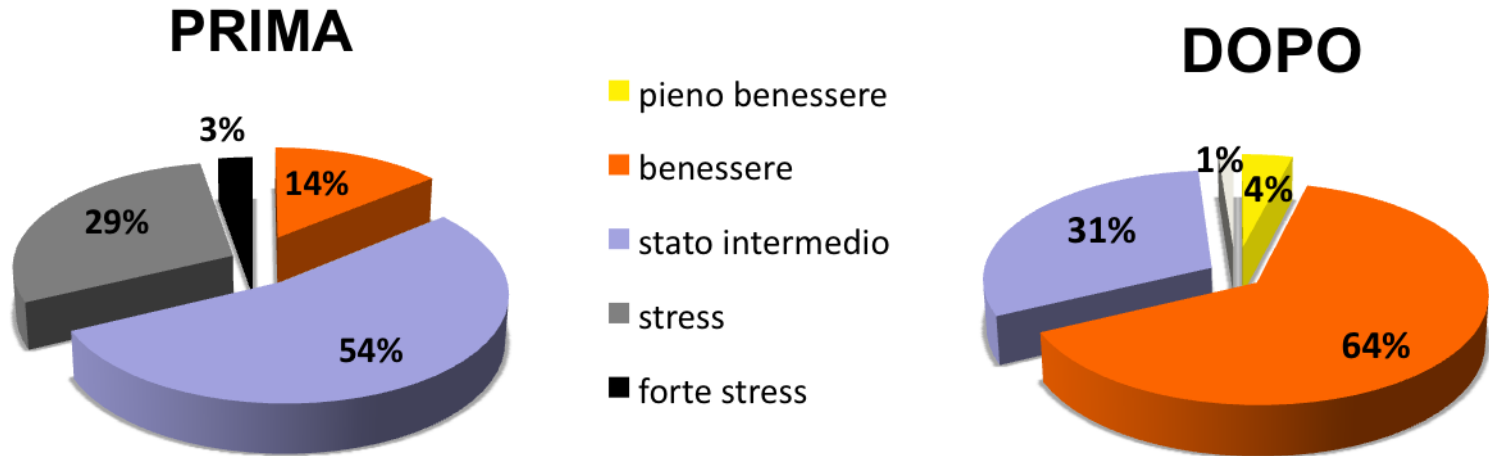 PRIMA
3%
14%
29%
54%
pieno benessere
benessere
stato intermedio
stress
forte stress
DOPO
1%
4%
31%
64%